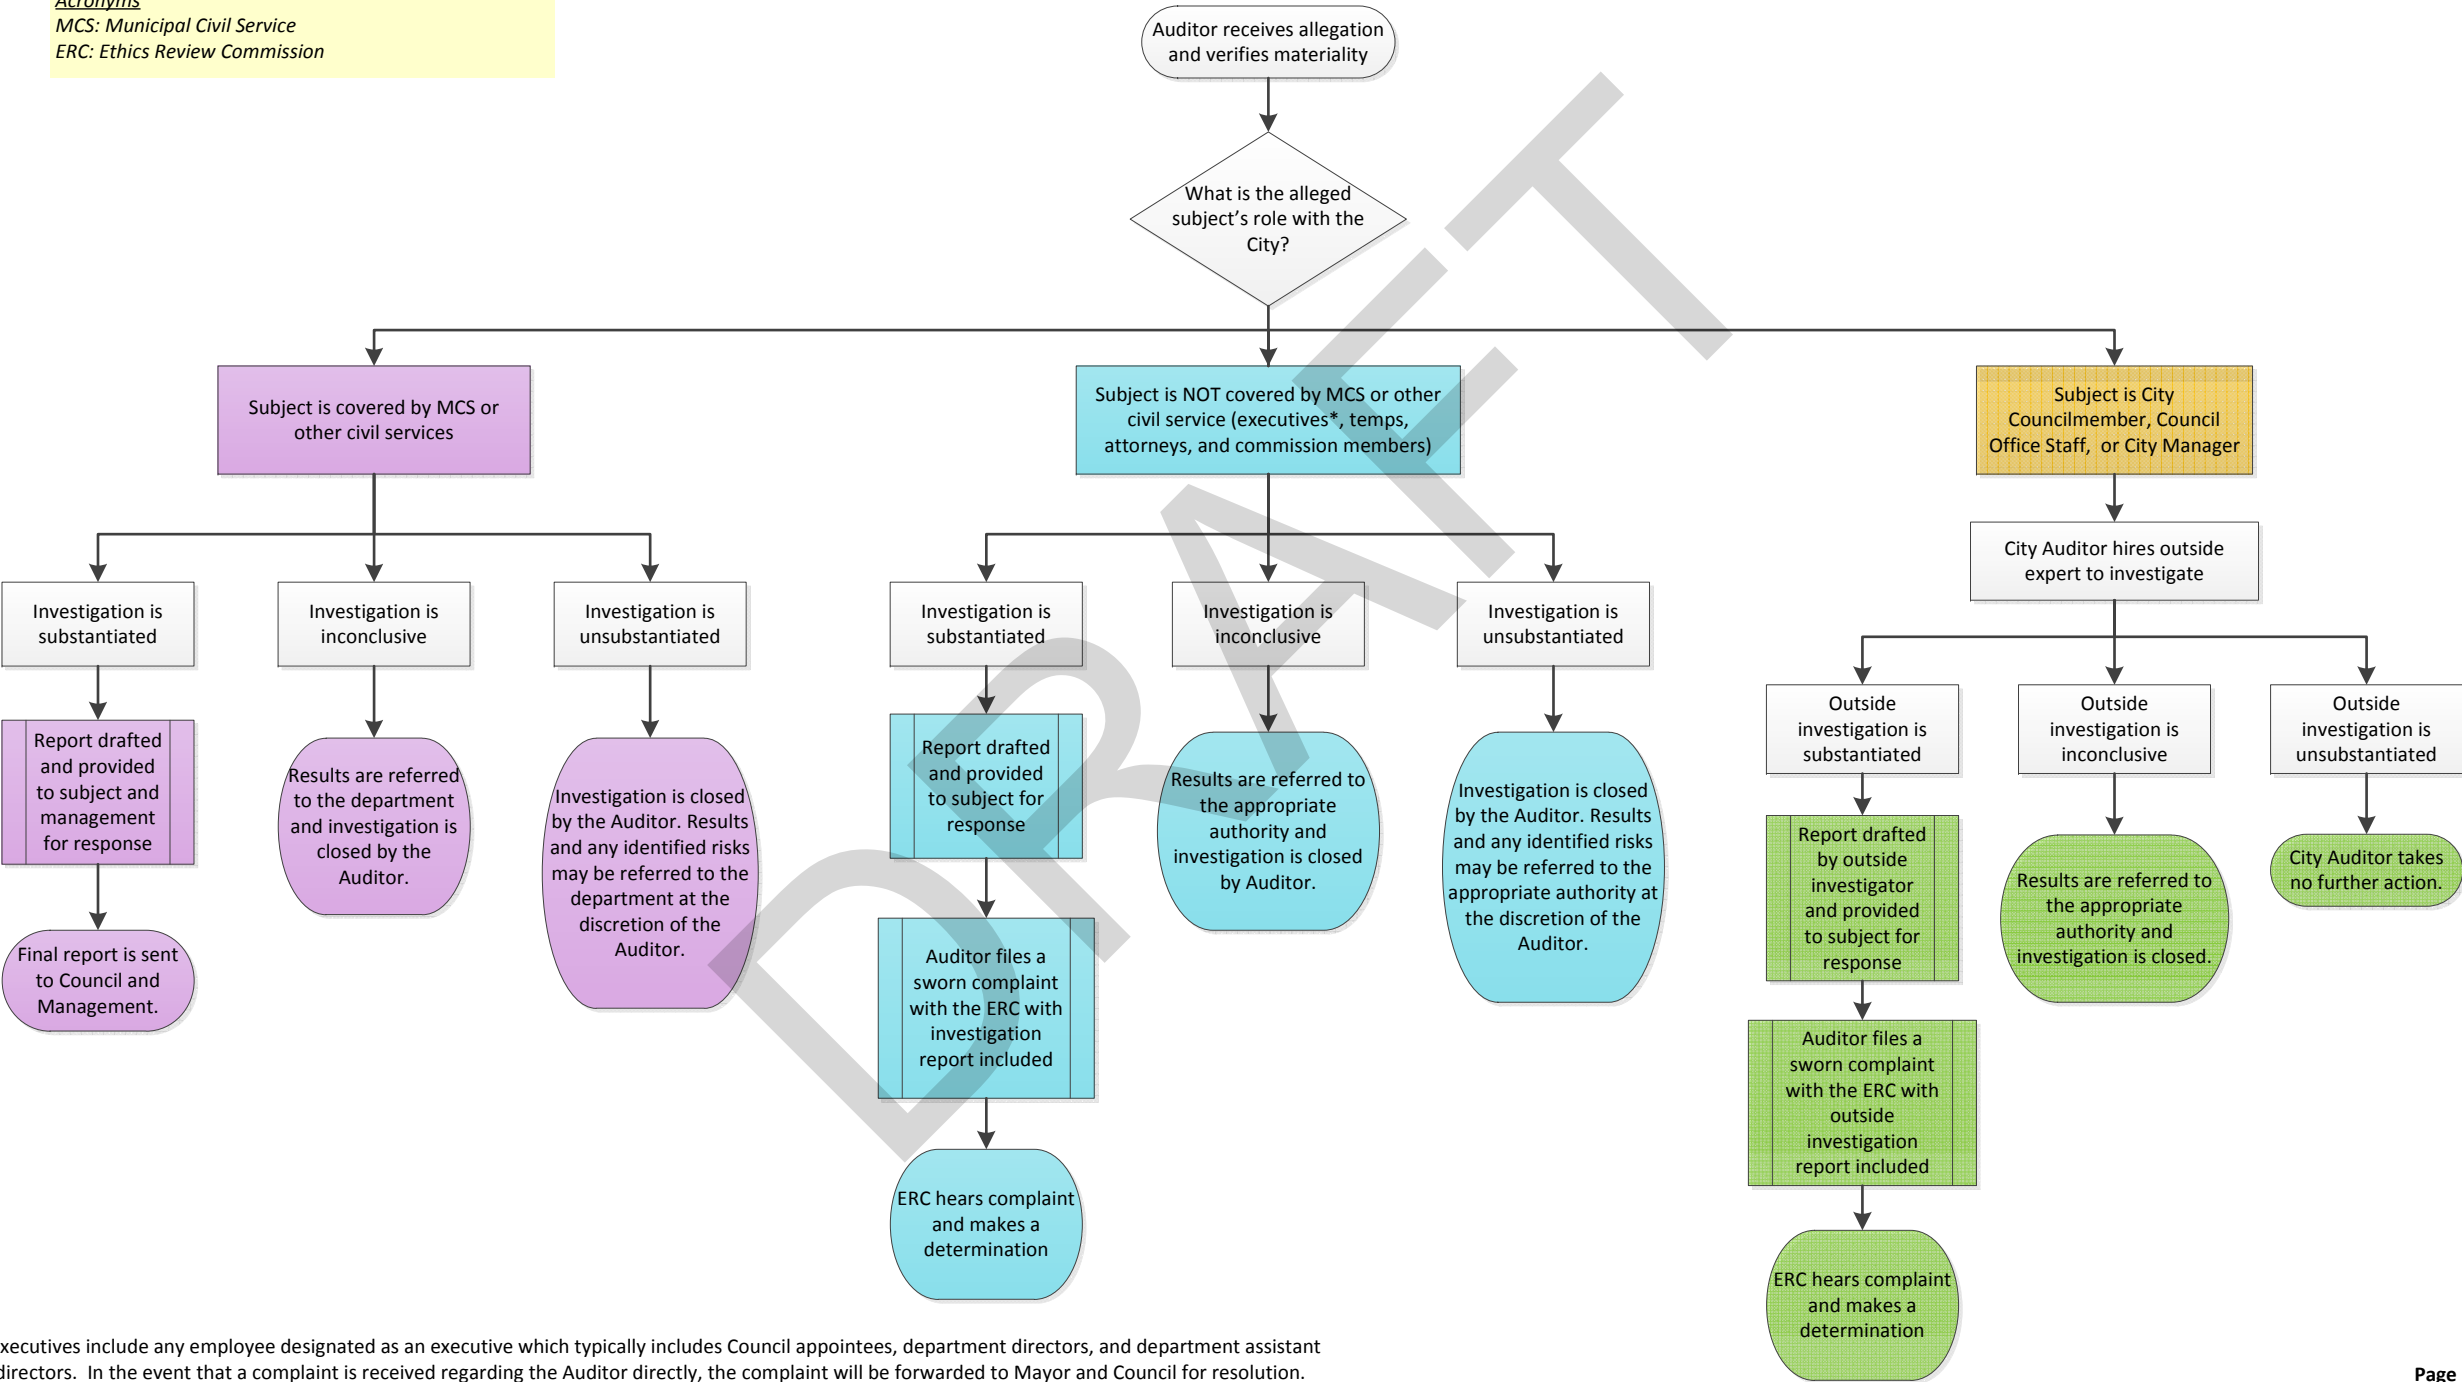 Acronyms
MCS: Municipal Civil Service
ERC: Ethics Review Commission
Auditor receives allegation
and verifies materiality
What is the alleged
subject’s role with the
City?
Subject is covered by MCS or
other civil services
Subject is NOT covered by MCS or other
civil service (executives*, temps,
attorneys, and commission members)
Subject is City
Councilmember, Council
Office Staff, or City Manager
City Auditor hires outside
expert to investigate
Investigation is
substantiated
Investigation is
inconclusive
Investigation is
unsubstantiated
Investigation is
substantiated
Investigation is
inconclusive
Investigation is
unsubstantiated
Outside
investigation is
substantiated
Outside
investigation is
inconclusive
Outside
investigation is
unsubstantiated
Report drafted
and provided
to subject and
management
for response
Results are referred
to the department
and investigation is
closed by the
Auditor.
Investigation is closed
by the Auditor. Results
and any identified risks
may be referred to the
department at the
discretion of the
Auditor.
Report drafted
and provided
to subject for
response
Results are referred to
the appropriate
authority and
investigation is closed
by Auditor.
Investigation is closed
by the Auditor. Results
and any identified risks
may be referred to the
appropriate authority at
the discretion of the
Auditor.
Report drafted
by outside
investigator
and provided
to subject for
response
Results are referred to
the appropriate
authority and
investigation is closed.
City Auditor takes
no further action.
Final report is sent
to Council and
Management.
Auditor files a
sworn complaint
with the ERC with
investigation
report included
Auditor files a
sworn complaint
with the ERC with
outside
investigation
report included
ERC hears complaint
and makes a
determination
ERC hears complaint
and makes a
determination
DRAFT
xecutives include any employee designated as an executive which typically includes Council appointees, department directors, and department assistant
directors. In the event that a complaint is received regarding the Auditor directly, the complaint will be forwarded to Mayor and Council for resolution.
Page